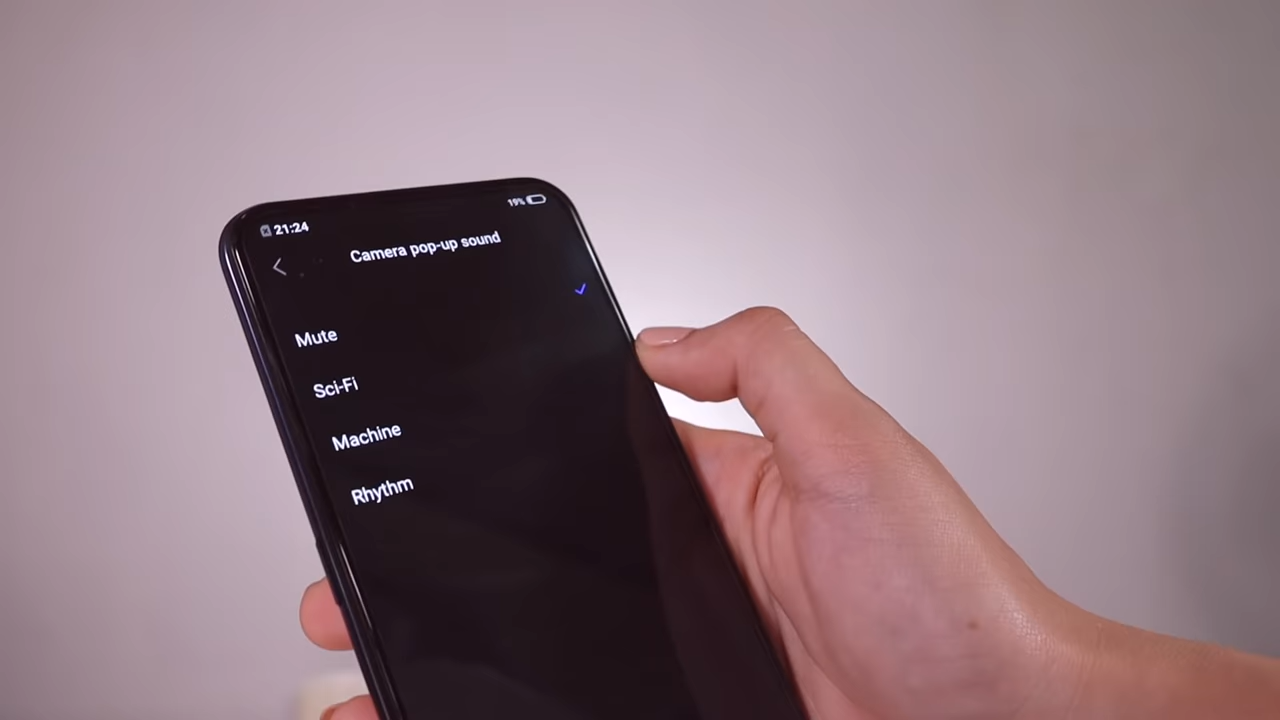 21:24
19%
Camera pop-up sound
Mute
Sci-Fi
Machine
Rhythm